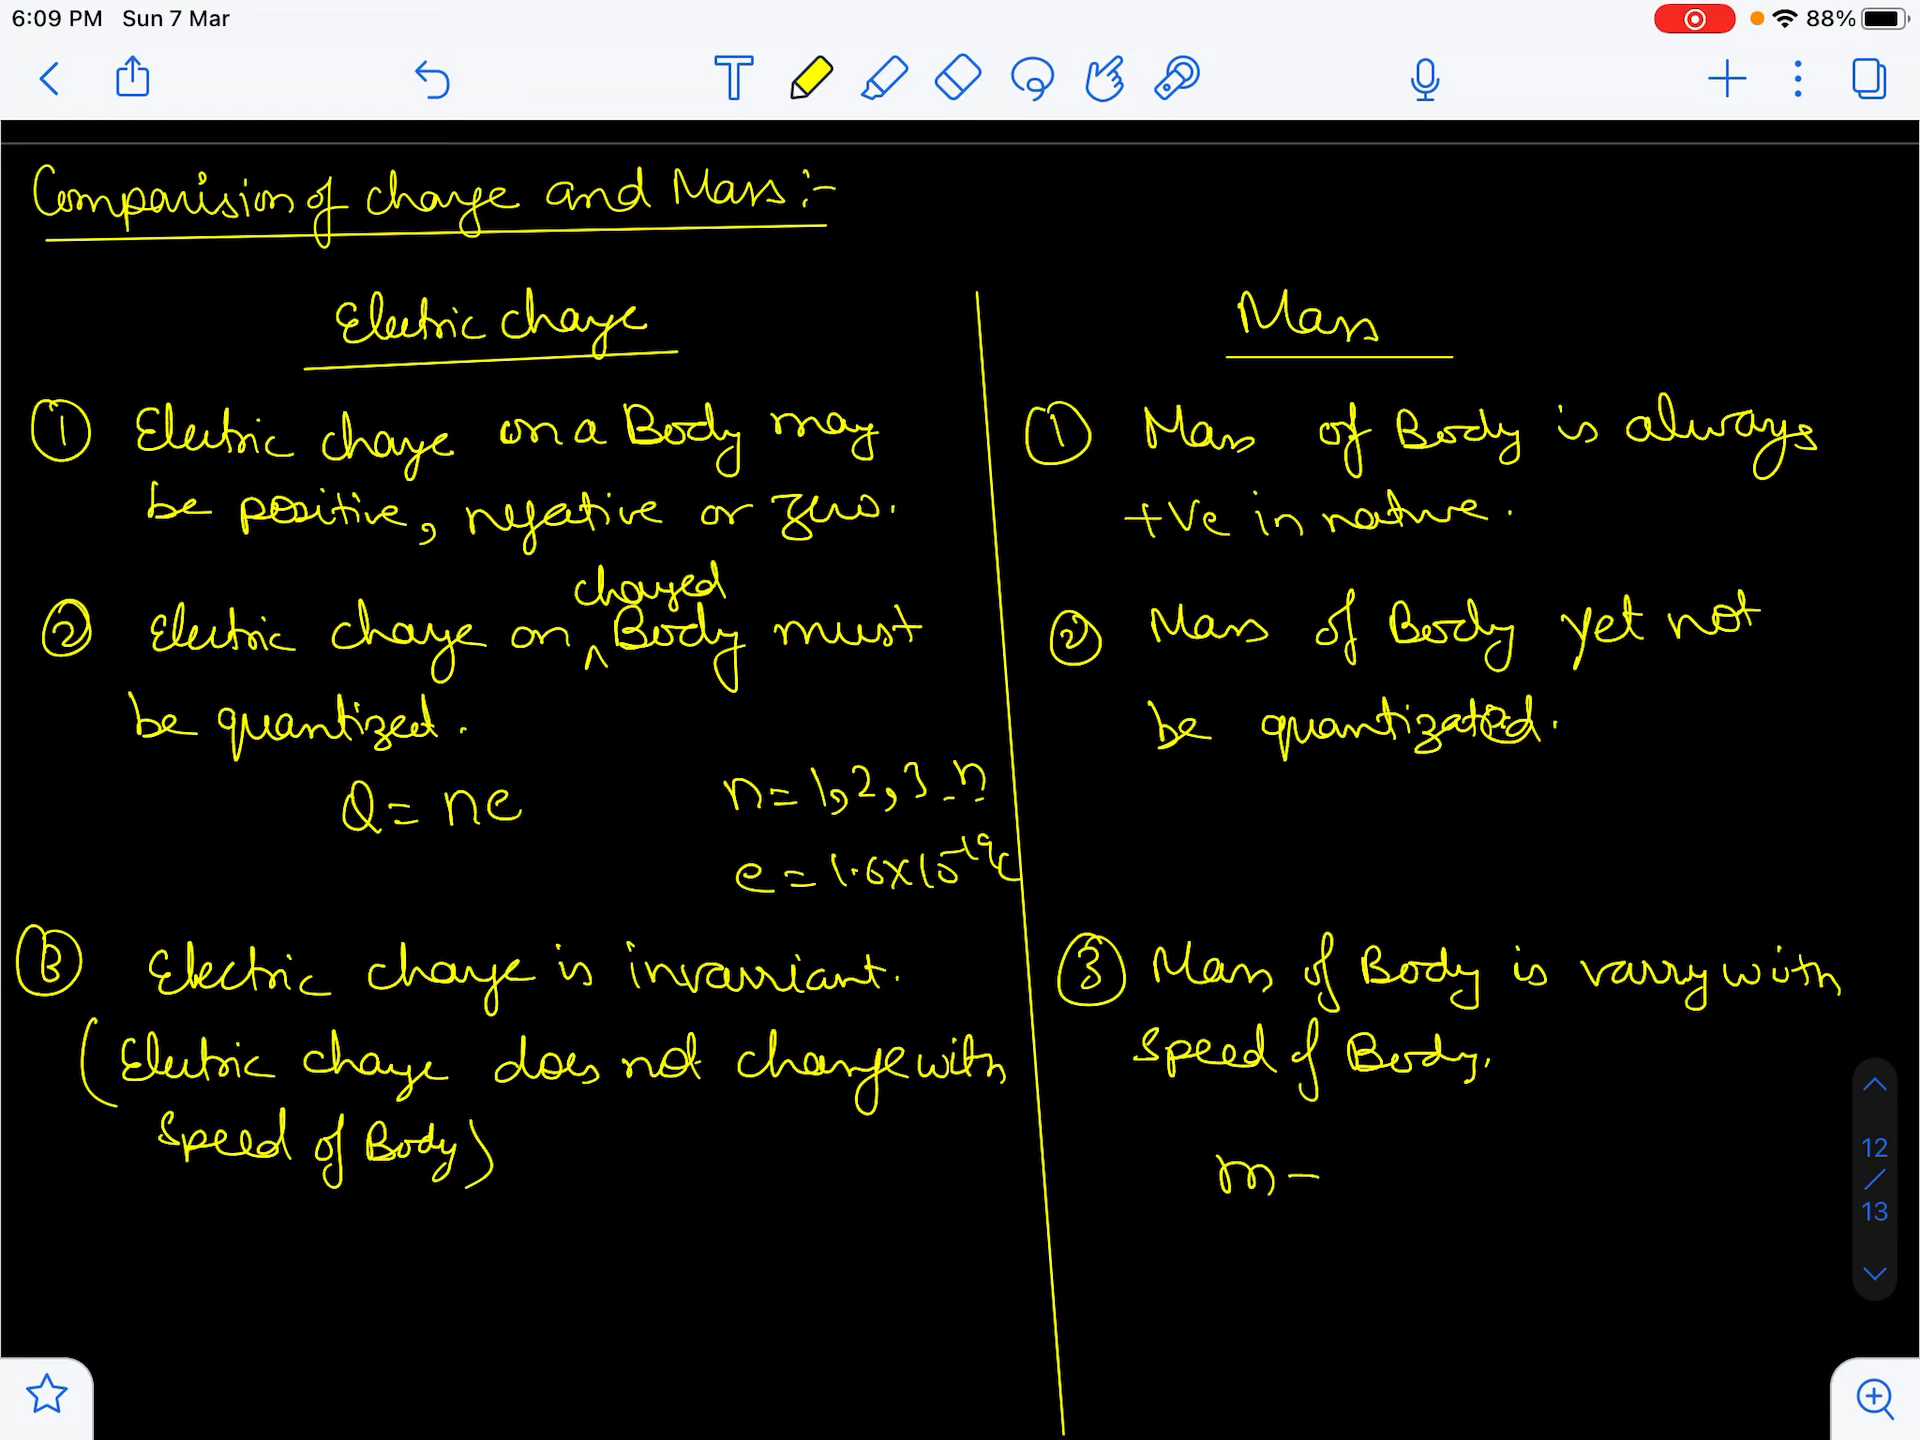 6:09 PM Sun 7 Mar
88%
Comparision of charge and Mass :-
Electric charge
① Electric charge on a Body may
be positive, negative or zero.
charged
② Electric charge on ^ Body must
be quantized.
Q = ne
n = 1, 2, 3 -- n
e = 1.6x10⁻¹⁹C
③ Electric charge is invarriant.
(Electric charge does not change with
speed of Body)
Mass
① Mass of Body is always
+ve in nature.
② Mass of Body yet not
be quantizated.
③ Mass of Body is varry with
speed of Body.
m -
12
/
13